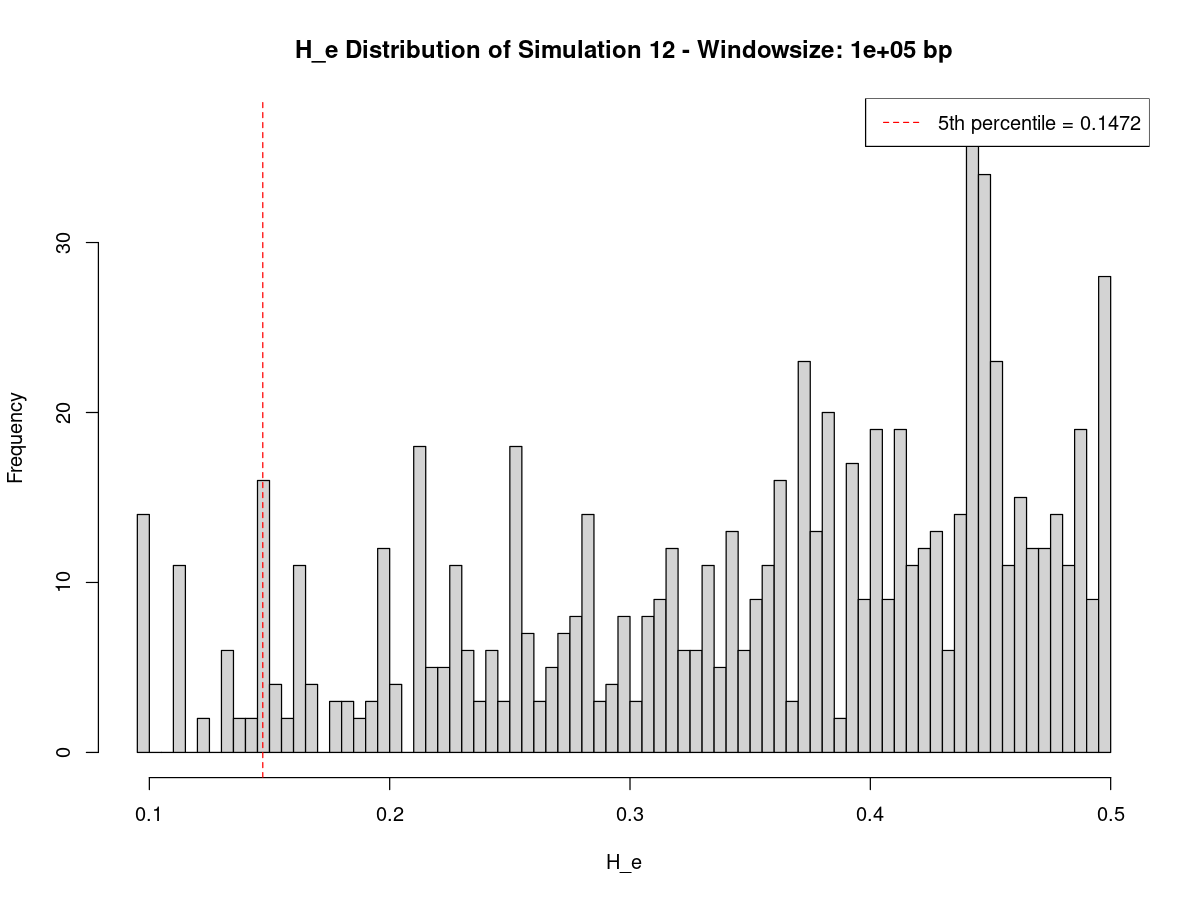 H_e Distribution of Simulation 12 - Windowsize: 1e+05 bp
5th percentile = 0.1472
Frequency
30
20
10
0
0.1 0.2 0.3 0.4 0.5
H_e